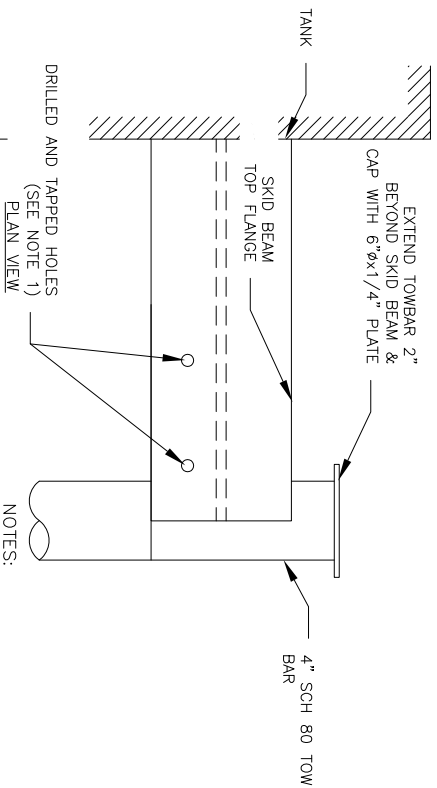 TANK
EXTEND TOWBAR 2"
BEYOND SKID BEAM &
CAP WITH 6"øx1/4" PLATE
SKID BEAM
TOP FLANGE
4" SCH 80 TOW
BAR
DRILLED AND TAPPED HOLES
(SEE NOTE 1)
PLAN VIEW
NOTES: